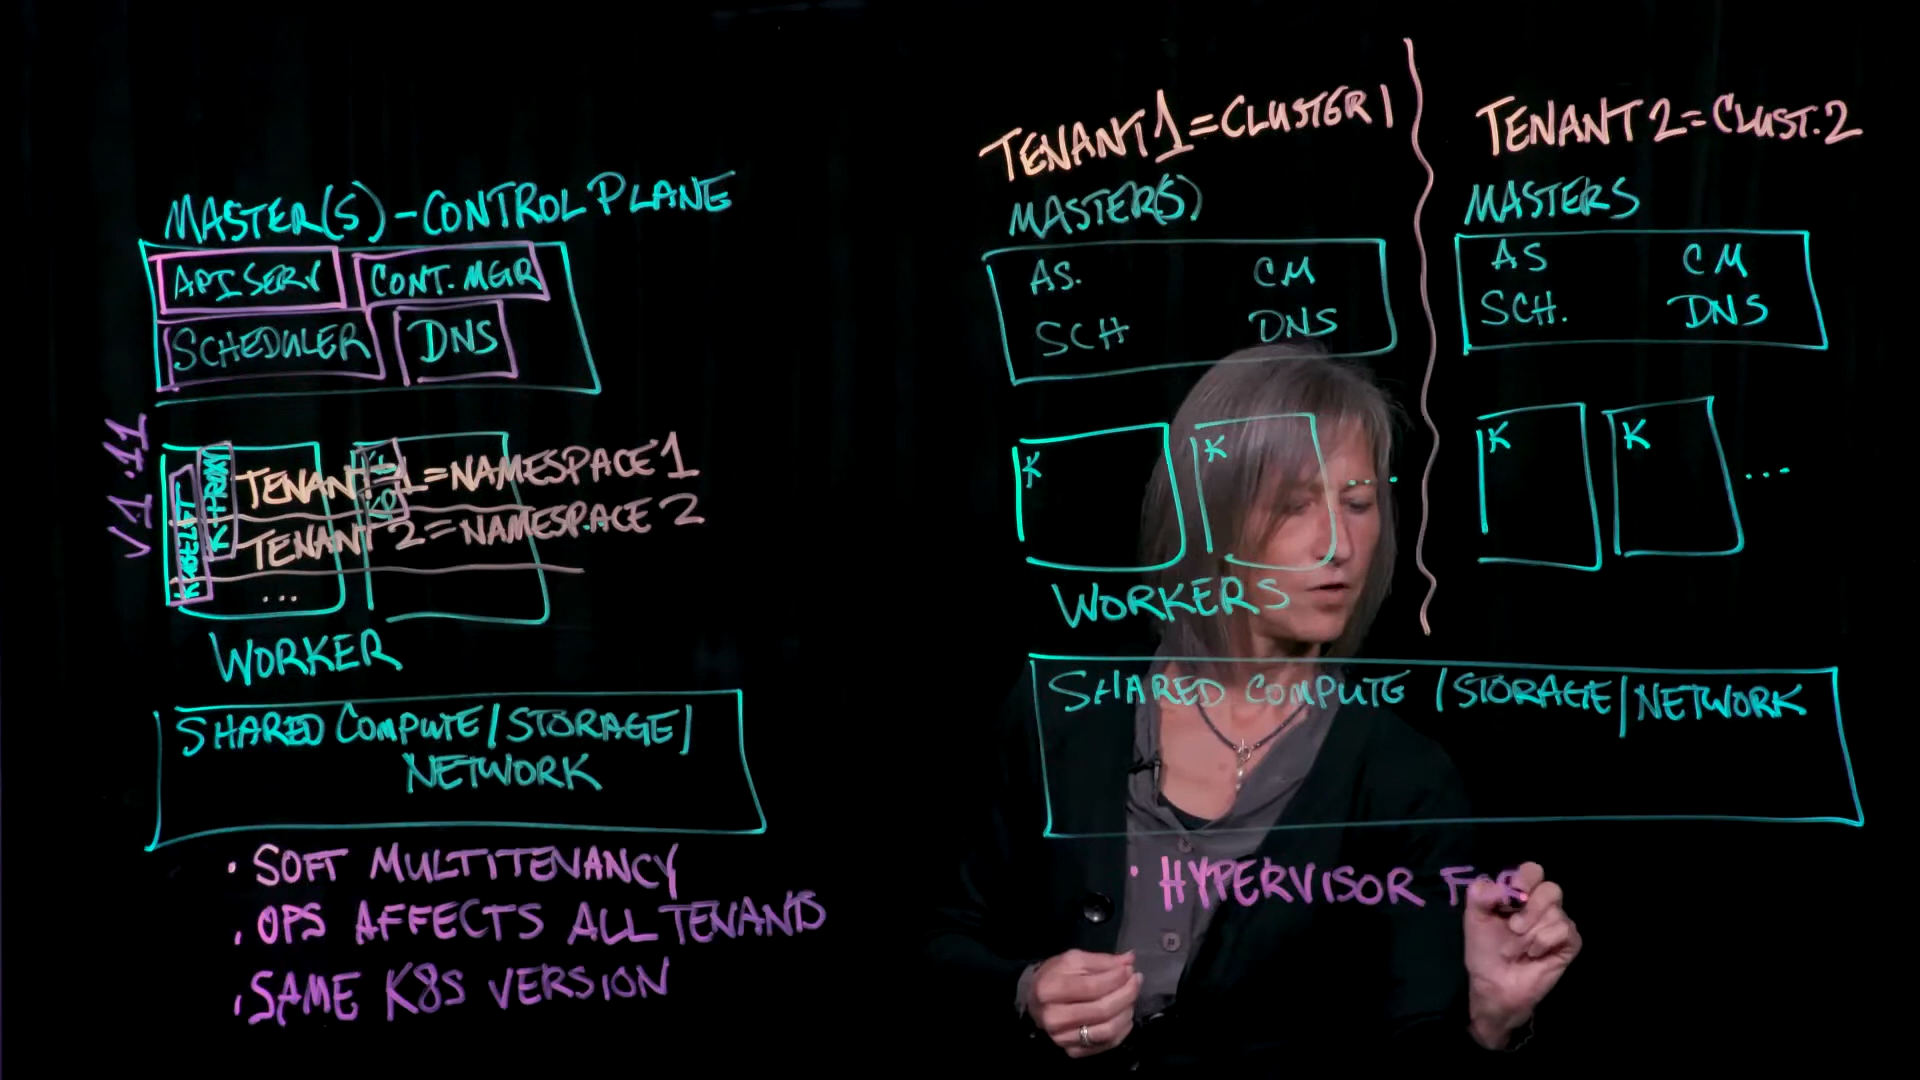 MASTER(S) - CONTROL PLANE
API SERV CONT. MGR
SCHEDULER DNS
V1.11
KUBELET
K-PROXY
K
KP
TENANT 1 = NAMESPACE 1
TENANT 2 = NAMESPACE 2
...
WORKER
SHARED COMPUTE/STORAGE/
NETWORK
• SOFT MULTITENANCY
• OPS AFFECTS ALL TENANTS
• SAME K8S VERSION
TENANT 1 = CLUSTER 1
MASTER(S)
AS. CM
SCH DNS
K K ...
WORKERS
TENANT 2 = CLUST. 2
MASTERS
AS CM
SCH. DNS
K K ...
SHARED COMPUTE /STORAGE/NETWORK
• HYPERVISOR FOR